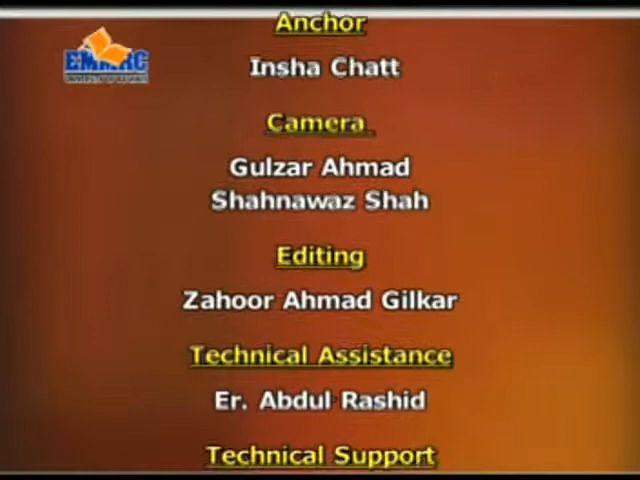 Anchor
EMMRC
Insha Chatt
Camera
Gulzar Ahmad
Shahnawaz Shah
Editing
Zahoor Ahmad Gilkar
Technical Assistance
Er. Abdul Rashid
Technical Support